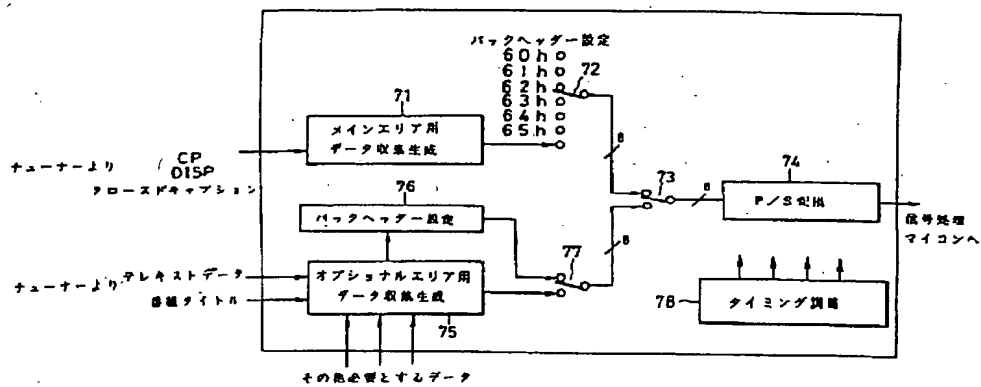 パックヘッダー設定
60h
61h
62h
63h
64h
65h
72
71
メインエリア用
データ収集生成
チューナーより
CP
DISP
クローズドキャプション
76
パックヘッダー設定
73
8
8
8
74
P/S変換
信号処理
マイコンへ
77
チューナーより
テレキストデータ
番組タイトル
オプショナルエリア用
データ収集生成
75
78
タイミング調整
その他必要とするデータ